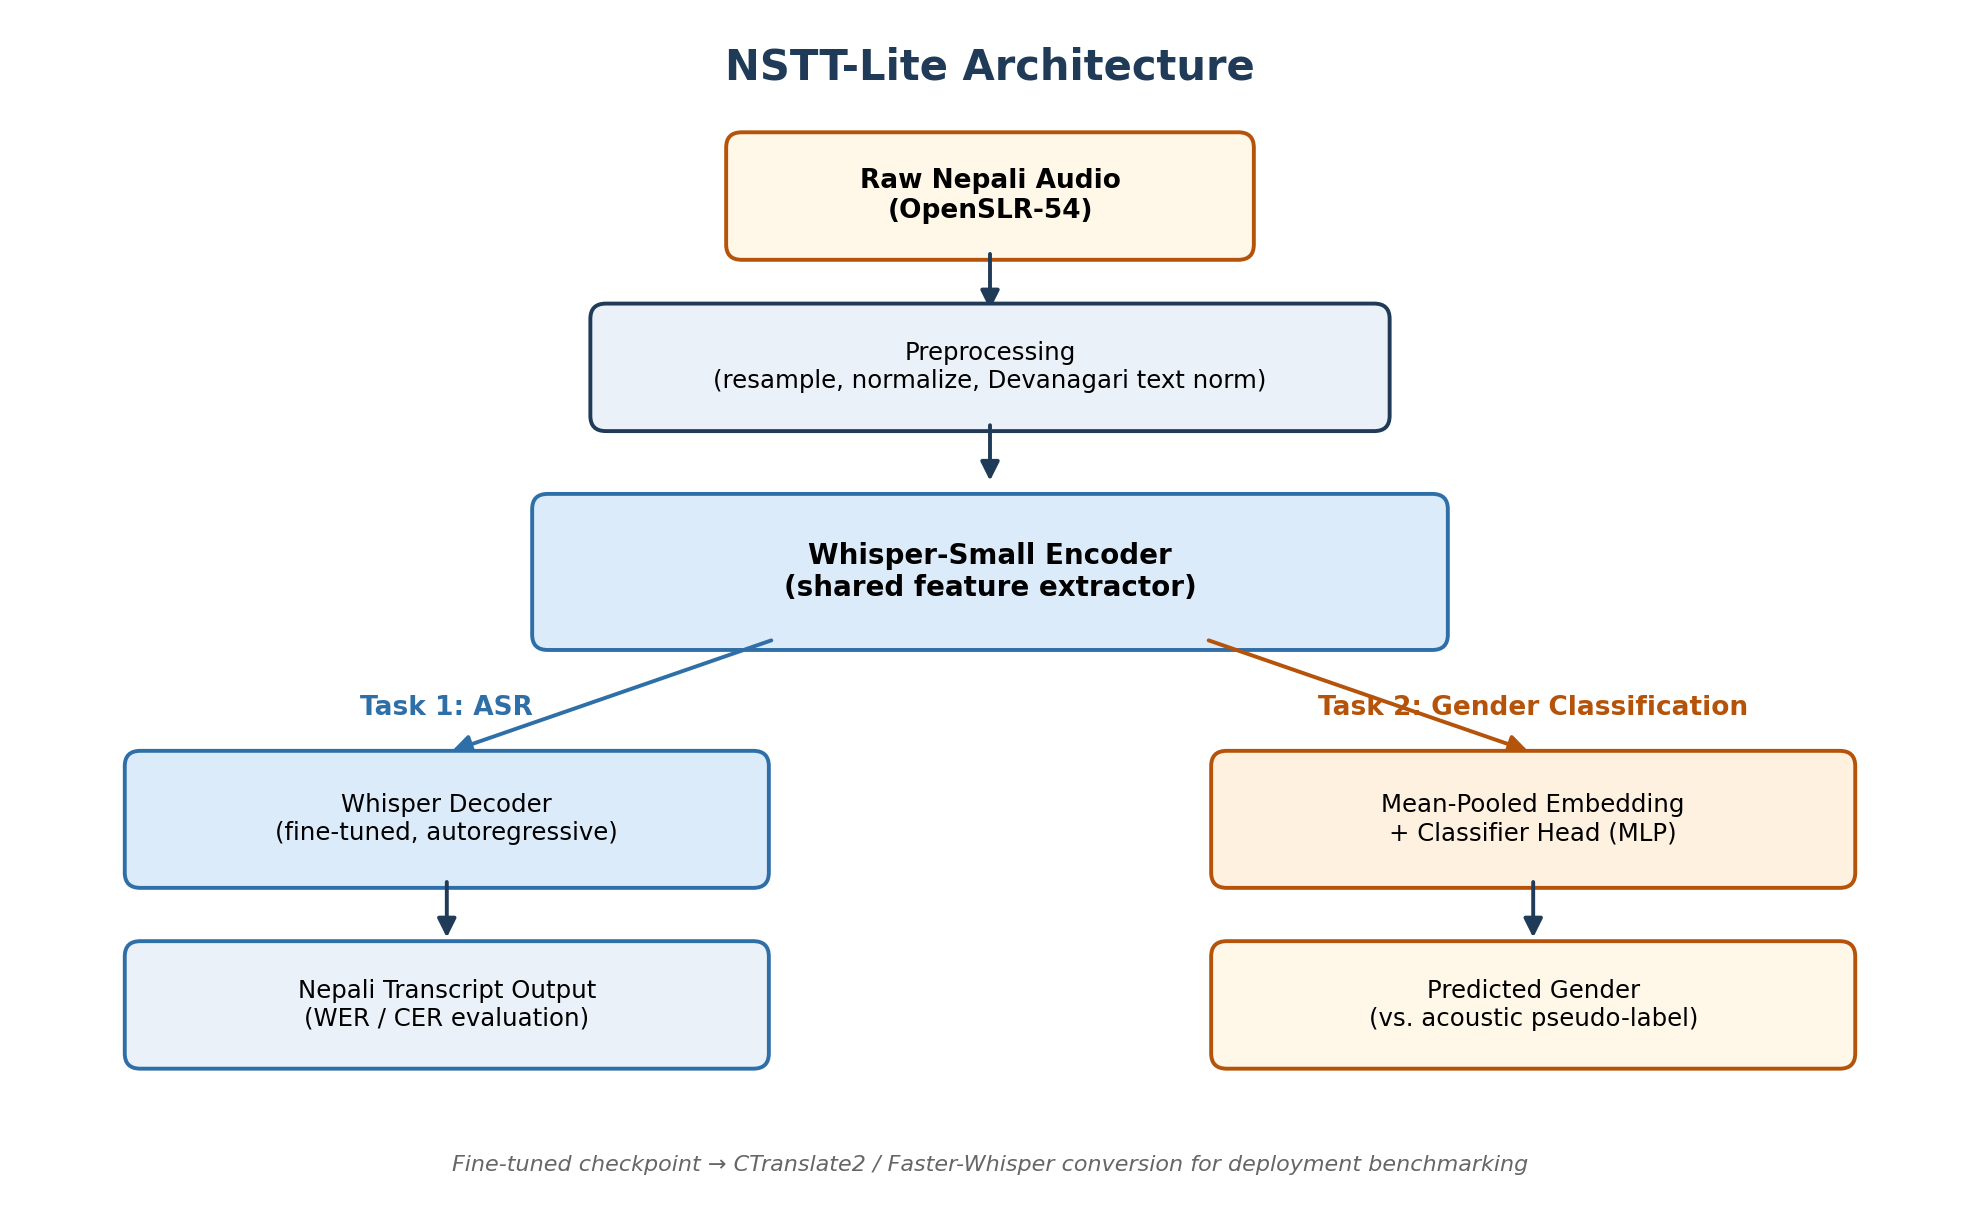 NSTT-Lite Architecture
Raw Nepali Audio
(OpenSLR-54)
Preprocessing
(resample, normalize, Devanagari text norm)
Whisper-Small Encoder
(shared feature extractor)
Task 1: ASR
Task 2: Gender Classification
Whisper Decoder
(fine-tuned, autoregressive)
Mean-Pooled Embedding
+ Classifier Head (MLP)
Nepali Transcript Output
(WER / CER evaluation)
Predicted Gender
(vs. acoustic pseudo-label)
Fine-tuned checkpoint → CTranslate2 / Faster-Whisper conversion for deployment benchmarking